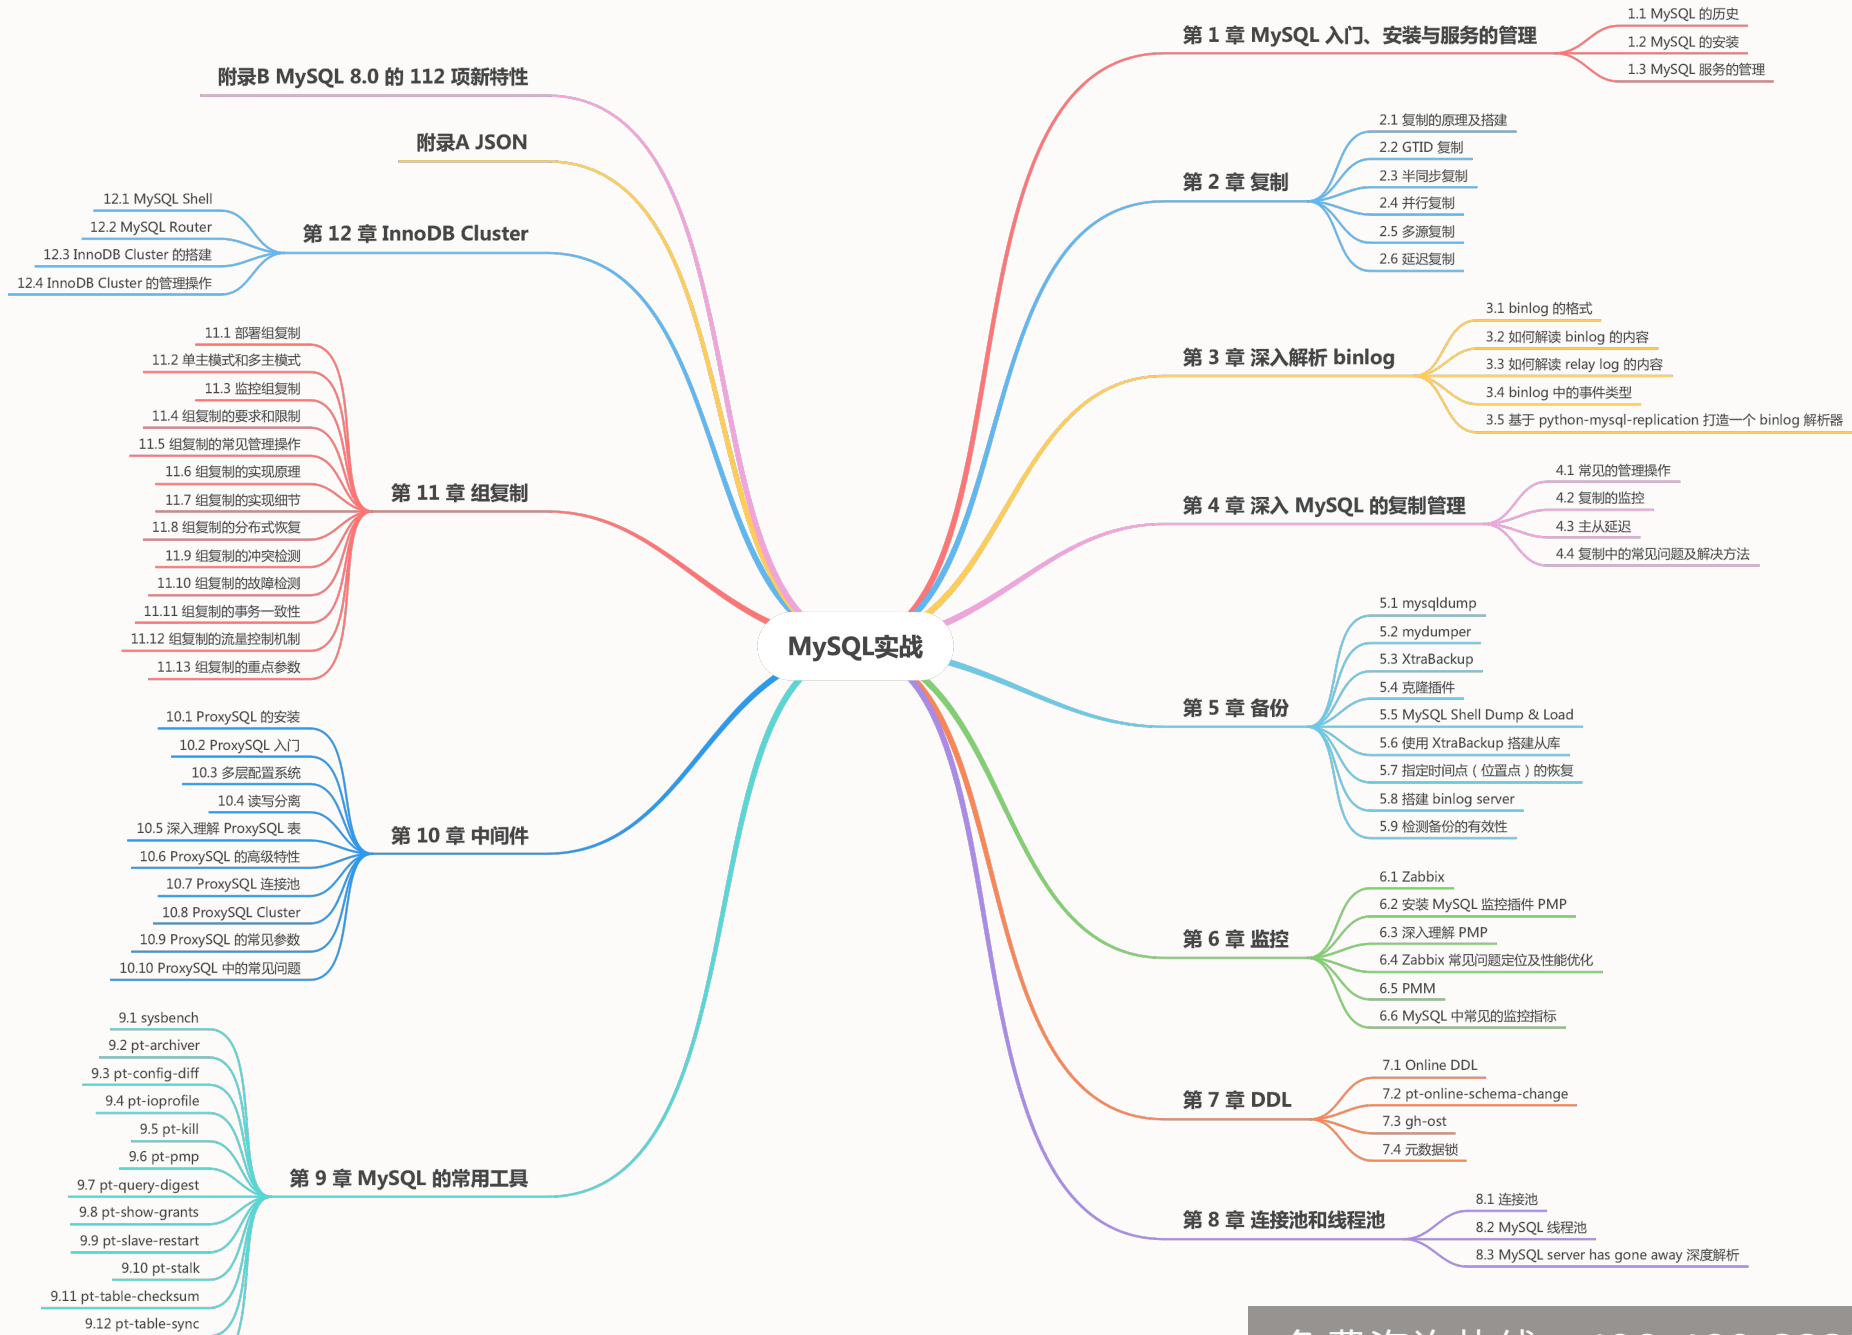 MySQL实战
第 1 章 MySQL 入门、安装与服务的管理
1.1 MySQL 的历史
1.2 MySQL 的安装
1.3 MySQL 服务的管理
第 2 章 复制
2.1 复制的原理及搭建
2.2 GTID 复制
2.3 半同步复制
2.4 并行复制
2.5 多源复制
2.6 延迟复制
第 3 章 深入解析 binlog
3.1 binlog 的格式
3.2 如何解读 binlog 的内容
3.3 如何解读 relay log 的内容
3.4 binlog 中的事件类型
3.5 基于 python-mysql-replication 打造一个 binlog 解析器
第 4 章 深入 MySQL 的复制管理
4.1 常见的管理操作
4.2 复制的监控
4.3 主从延迟
4.4 复制中的常见问题及解决方法
第 5 章 备份
5.1 mysqldump
5.2 mydumper
5.3 XtraBackup
5.4 克隆插件
5.5 MySQL Shell Dump & Load
5.6 使用 XtraBackup 搭建从库
5.7 指定时间点（位置点）的恢复
5.8 搭建 binlog server
5.9 检测备份的有效性
第 6 章 监控
6.1 Zabbix
6.2 安装 MySQL 监控插件 PMP
6.3 深入理解 PMP
6.4 Zabbix 常见问题定位及性能优化
6.5 PMM
6.6 MySQL 中常见的监控指标
第 7 章 DDL
7.1 Online DDL
7.2 pt-online-schema-change
7.3 gh-ost
7.4 元数据锁
第 8 章 连接池和线程池
8.1 连接池
8.2 MySQL 线程池
8.3 MySQL server has gone away 深度解析
附录B MySQL 8.0 的 112 项新特性
附录A JSON
第 12 章 InnoDB Cluster
12.1 MySQL Shell
12.2 MySQL Router
12.3 InnoDB Cluster 的搭建
12.4 InnoDB Cluster 的管理操作
第 11 章 组复制
11.1 部署组复制
11.2 单主模式和多主模式
11.3 监控组复制
11.4 组复制的要求和限制
11.5 组复制的常见管理操作
11.6 组复制的实现原理
11.7 组复制的实现细节
11.8 组复制的分布式恢复
11.9 组复制的冲突检测
11.10 组复制的故障检测
11.11 组复制的事务一致性
11.12 组复制的流量控制机制
11.13 组复制的重点参数
第 10 章 中间件
10.1 ProxySQL 的安装
10.2 ProxySQL 入门
10.3 多层配置系统
10.4 读写分离
10.5 深入理解 ProxySQL 表
10.6 ProxySQL 的高级特性
10.7 ProxySQL 连接池
10.8 ProxySQL Cluster
10.9 ProxySQL 的常见参数
10.10 ProxySQL 中的常见问题
第 9 章 MySQL 的常用工具
9.1 sysbench
9.2 pt-archiver
9.3 pt-config-diff
9.4 pt-ioprofile
9.5 pt-kill
9.6 pt-pmp
9.7 pt-query-digest
9.8 pt-show-grants
9.9 pt-slave-restart
9.10 pt-stalk
9.11 pt-table-checksum
9.12 pt-table-sync